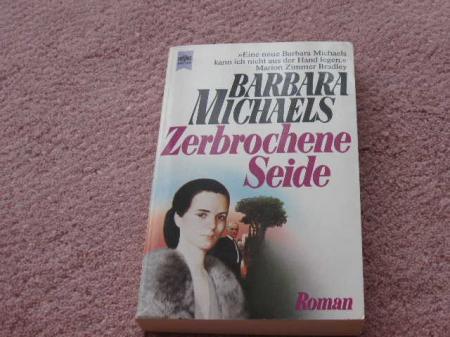 »Eine neue Barbara Michaels
kann ich nicht aus der Hand legen.«
Marion Zimmer Bradley
BARBARA
MICHAELS
Zerbrochene
Seide
Roman